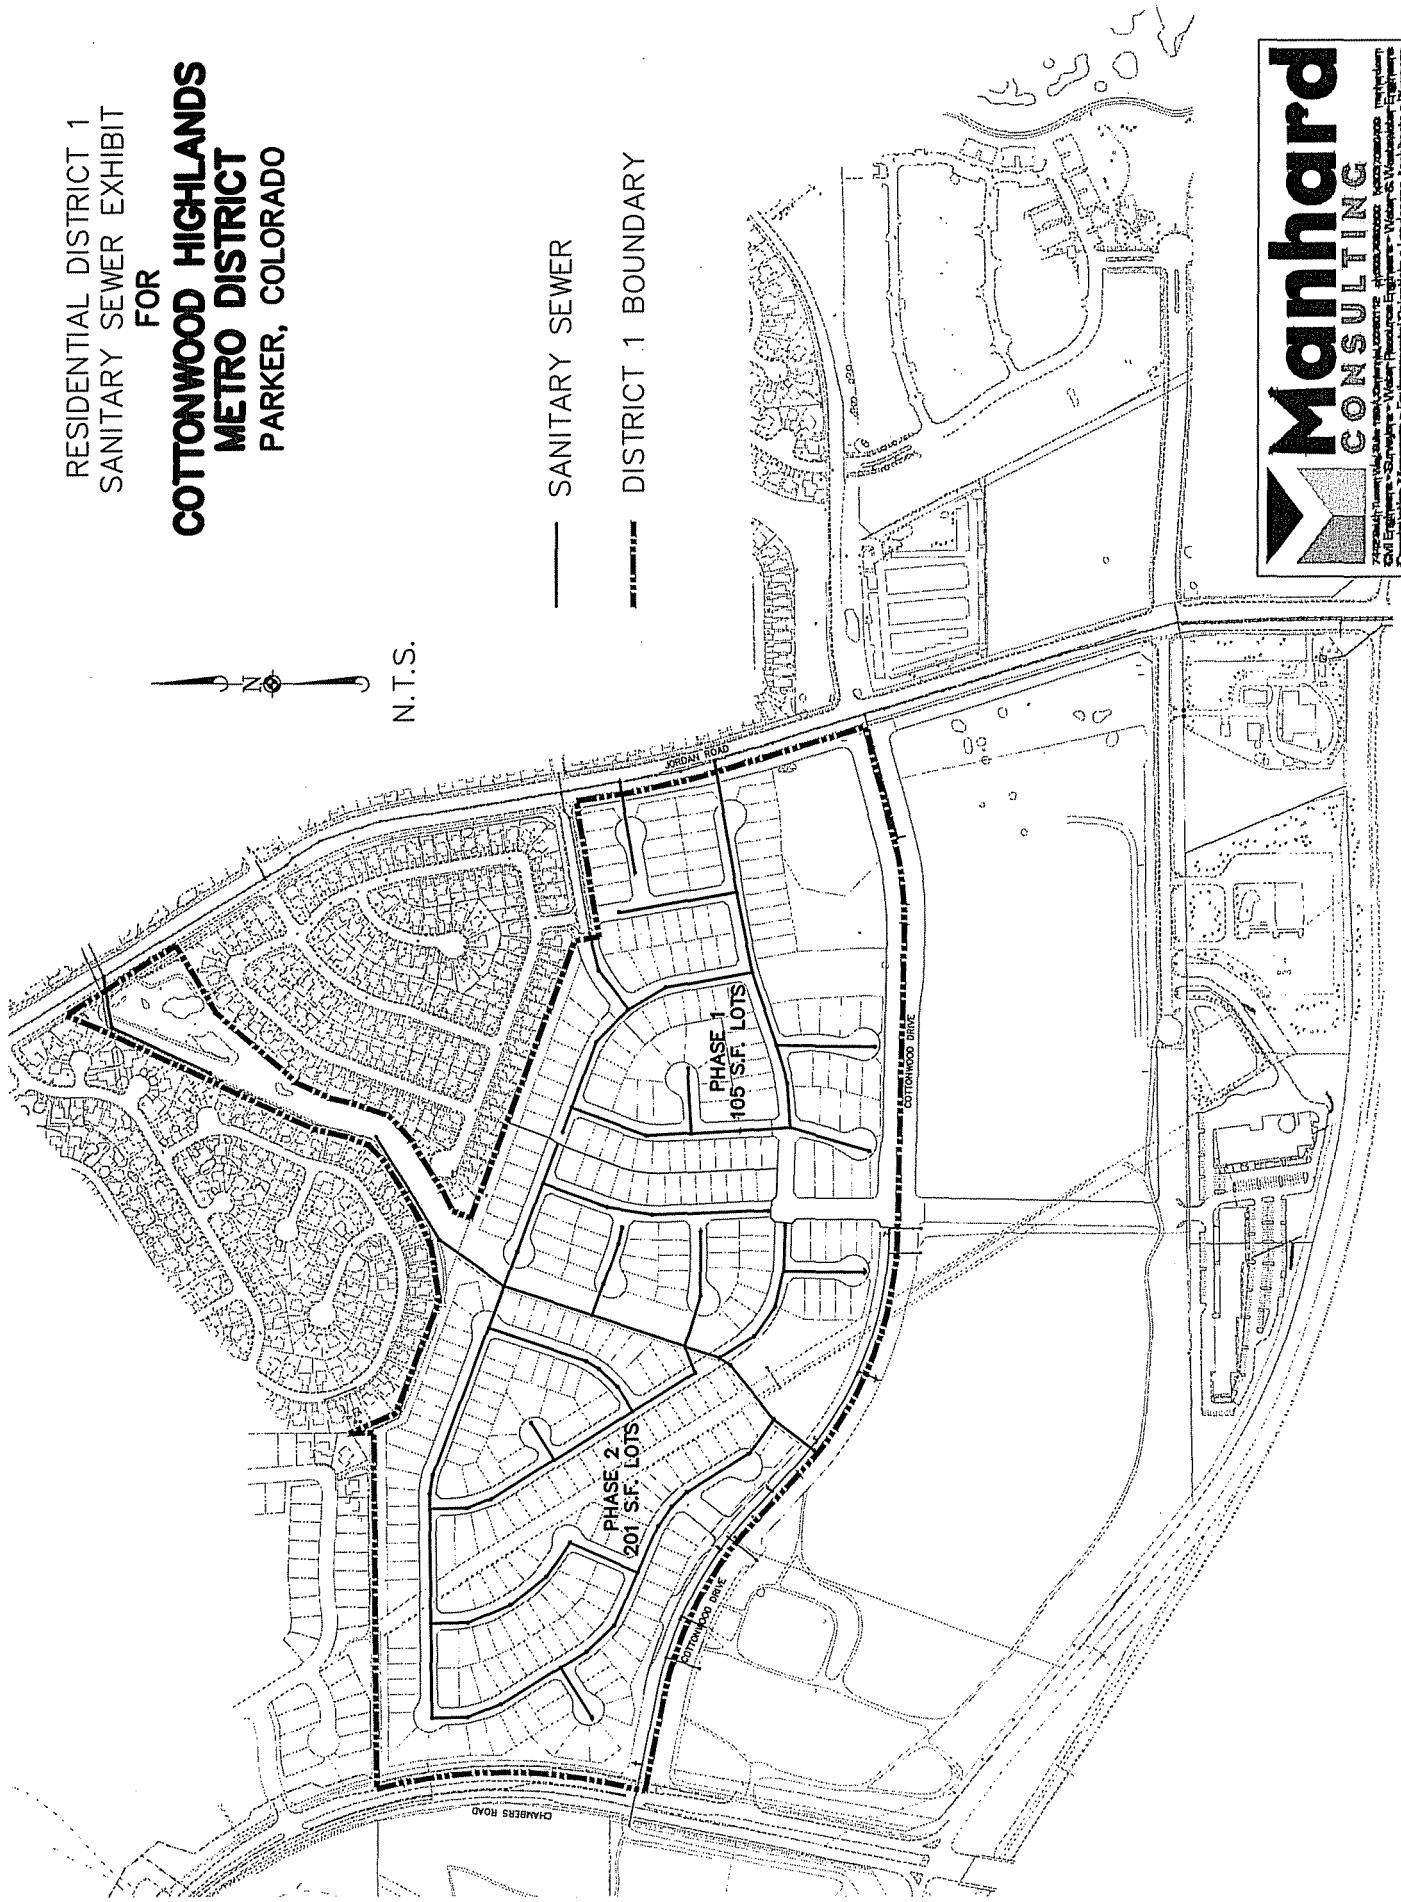 RESIDENTIAL DISTRICT 1
SANITARY SEWER EXHIBIT
FOR
COTTONWOOD HIGHLANDS
METRO DISTRICT
PARKER, COLORADO
N
N.T.S.
SANITARY SEWER
DISTRICT 1 BOUNDARY
JORDAN ROAD
PHASE 1
105 S.F. LOTS
COTTONWOOD DRIVE
PHASE 2
201 S.F. LOTS
COTTONWOOD DRIVE
CHAMBERS ROAD
Manhard
CONSULTING